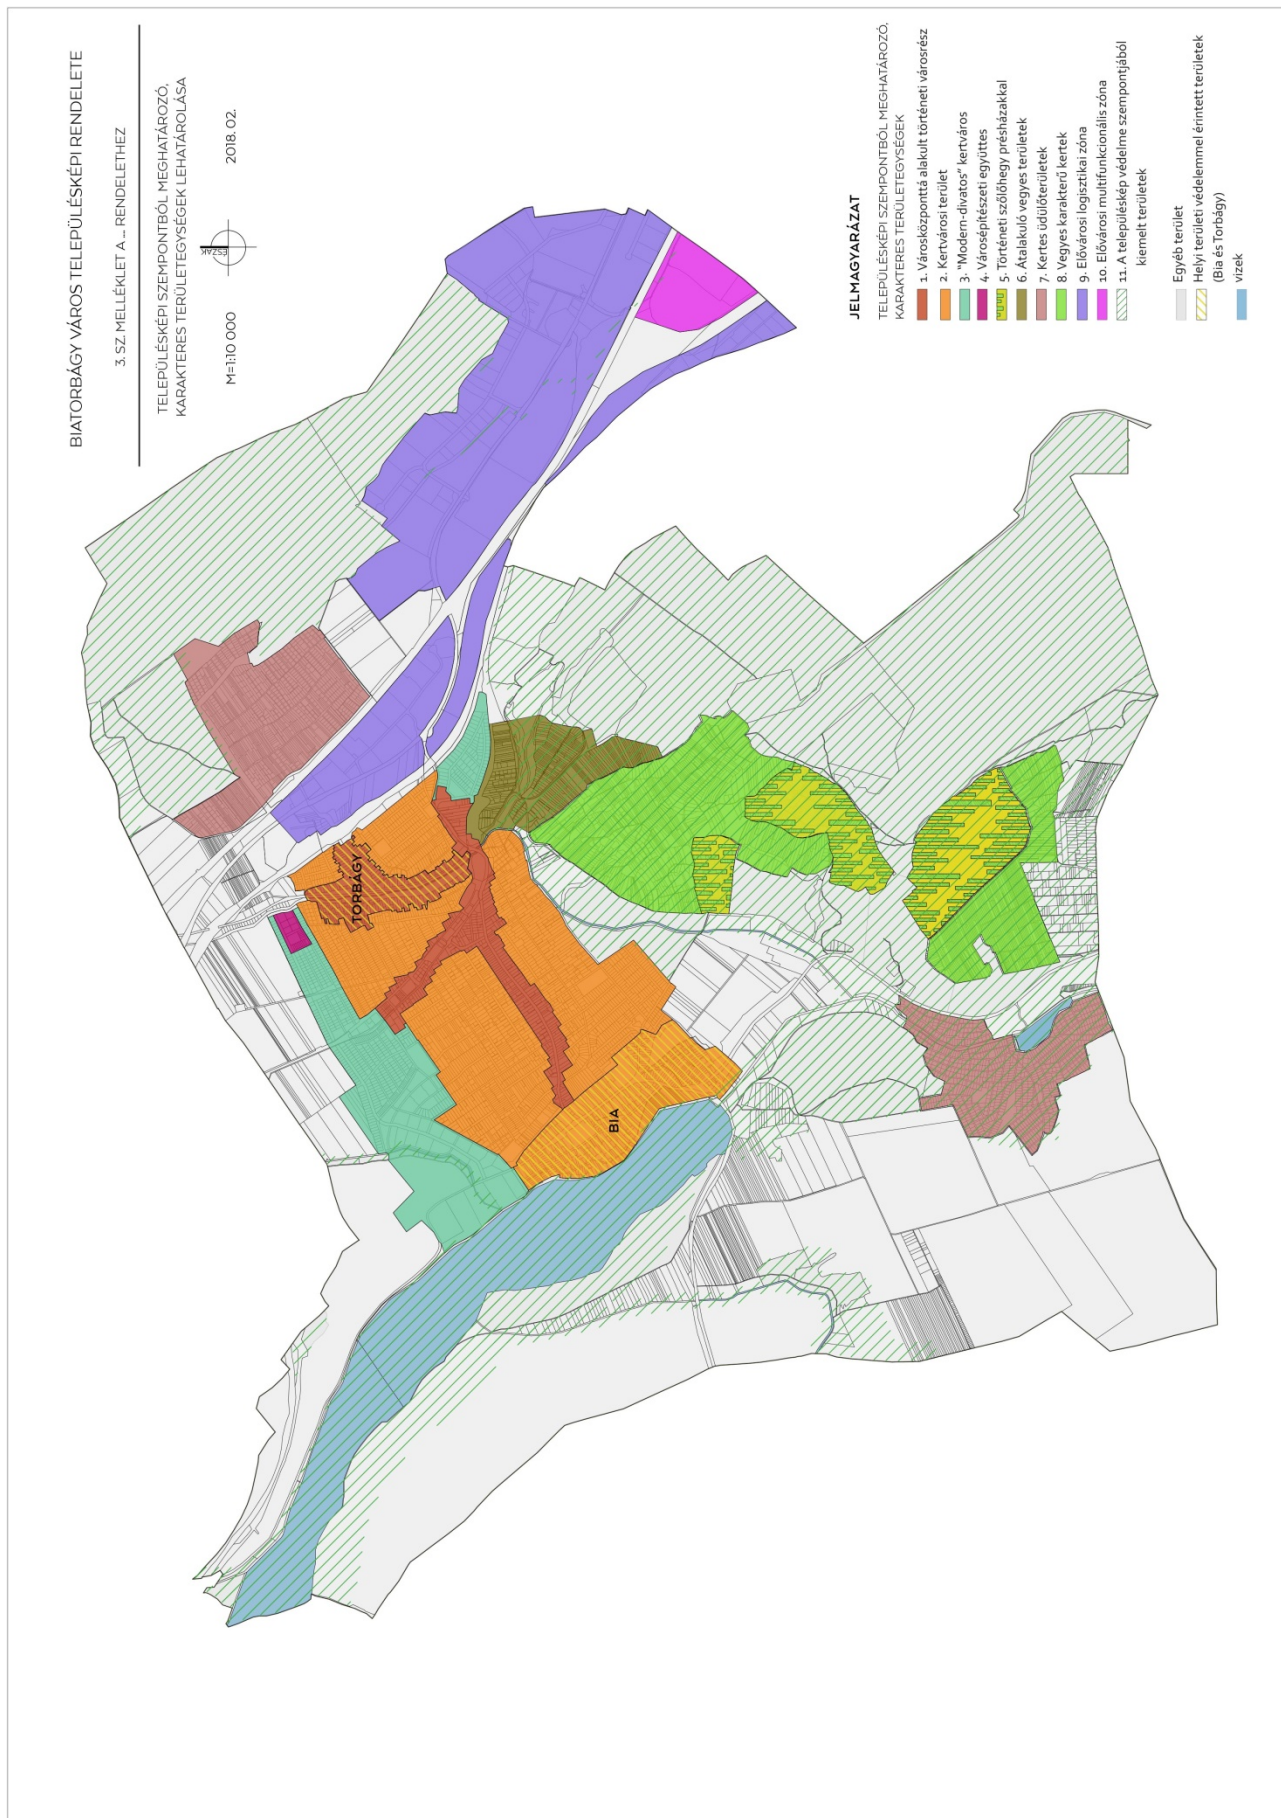 BIATORBÁGY VÁROS TELEPÜLÉSKÉPI RENDELETE
3. SZ. MELLÉKLET A ... RENDELETHEZ
TELEPÜLÉSKÉPI SZEMPONTBÓL MEGHATÁROZÓ,
KARAKTERES TERÜLETEGYSÉGEK LEHATÁROLÁSA
M=1:10 000
ÉSZAK
2018. 02.
TORBÁGY
BIA
JELMAGYARÁZAT
TELEPÜLÉSKÉPI SZEMPONTBÓL MEGHATÁROZÓ,
KARAKTERES TERÜLETEGYSÉGEK
1. Városközponttá alakult történeti városrész
2. Kertvárosi terület
3. "Modern-divatos" kertváros
4. Városépítészeti együttes
5. Történeti szőlőhegy présházakkal
6. Átalakuló vegyes területek
7. Kertes üdülőterületek
8. Vegyes karakterű kertek
9. Elővárosi logisztikai zóna
10. Elővárosi multifunkcionális zóna
11. A településkép védelme szempontjából
kiemelt területek
Egyéb terület
Helyi területi védelemmel érintett területek
(Bia és Torbágy)
vizek